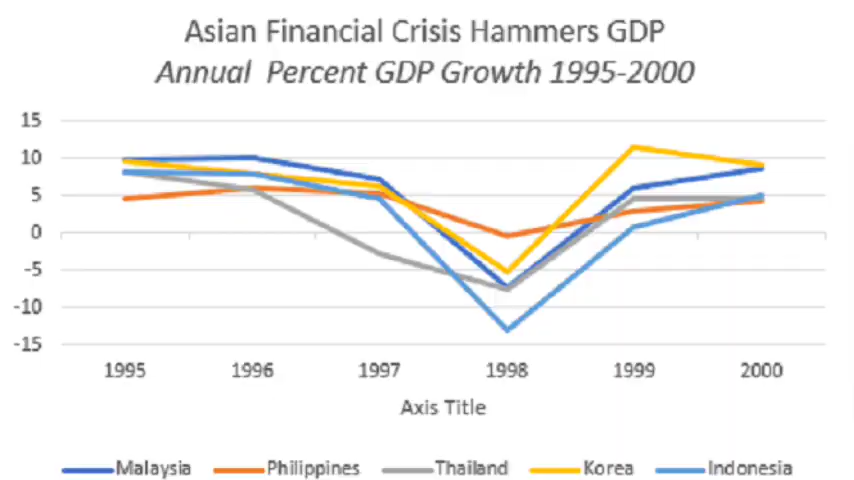 Asian Financial Crisis Hammers GDP
Annual Percent GDP Growth 1995-2000
15
10
5
0
-5
-10
-15
1995 1996 1997 1998 1999 2000
Axis Title
Malaysia Philippines Thailand Korea Indonesia